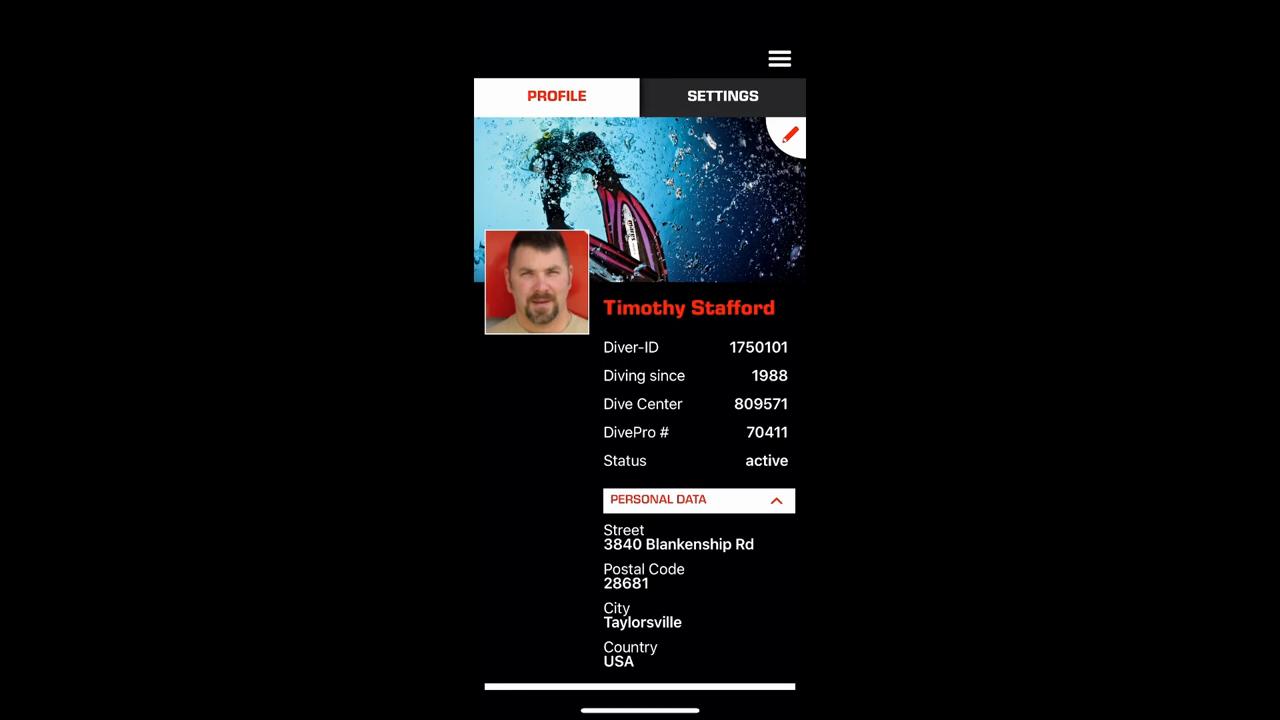 PROFILE
SETTINGS
mares
Timothy Stafford
Diver-ID 1750101
Diving since 1988
Dive Center 809571
DivePro # 70411
Status active
PERSONAL DATA
Street
3840 Blankenship Rd
Postal Code
28681
City
Taylorsville
Country
USA